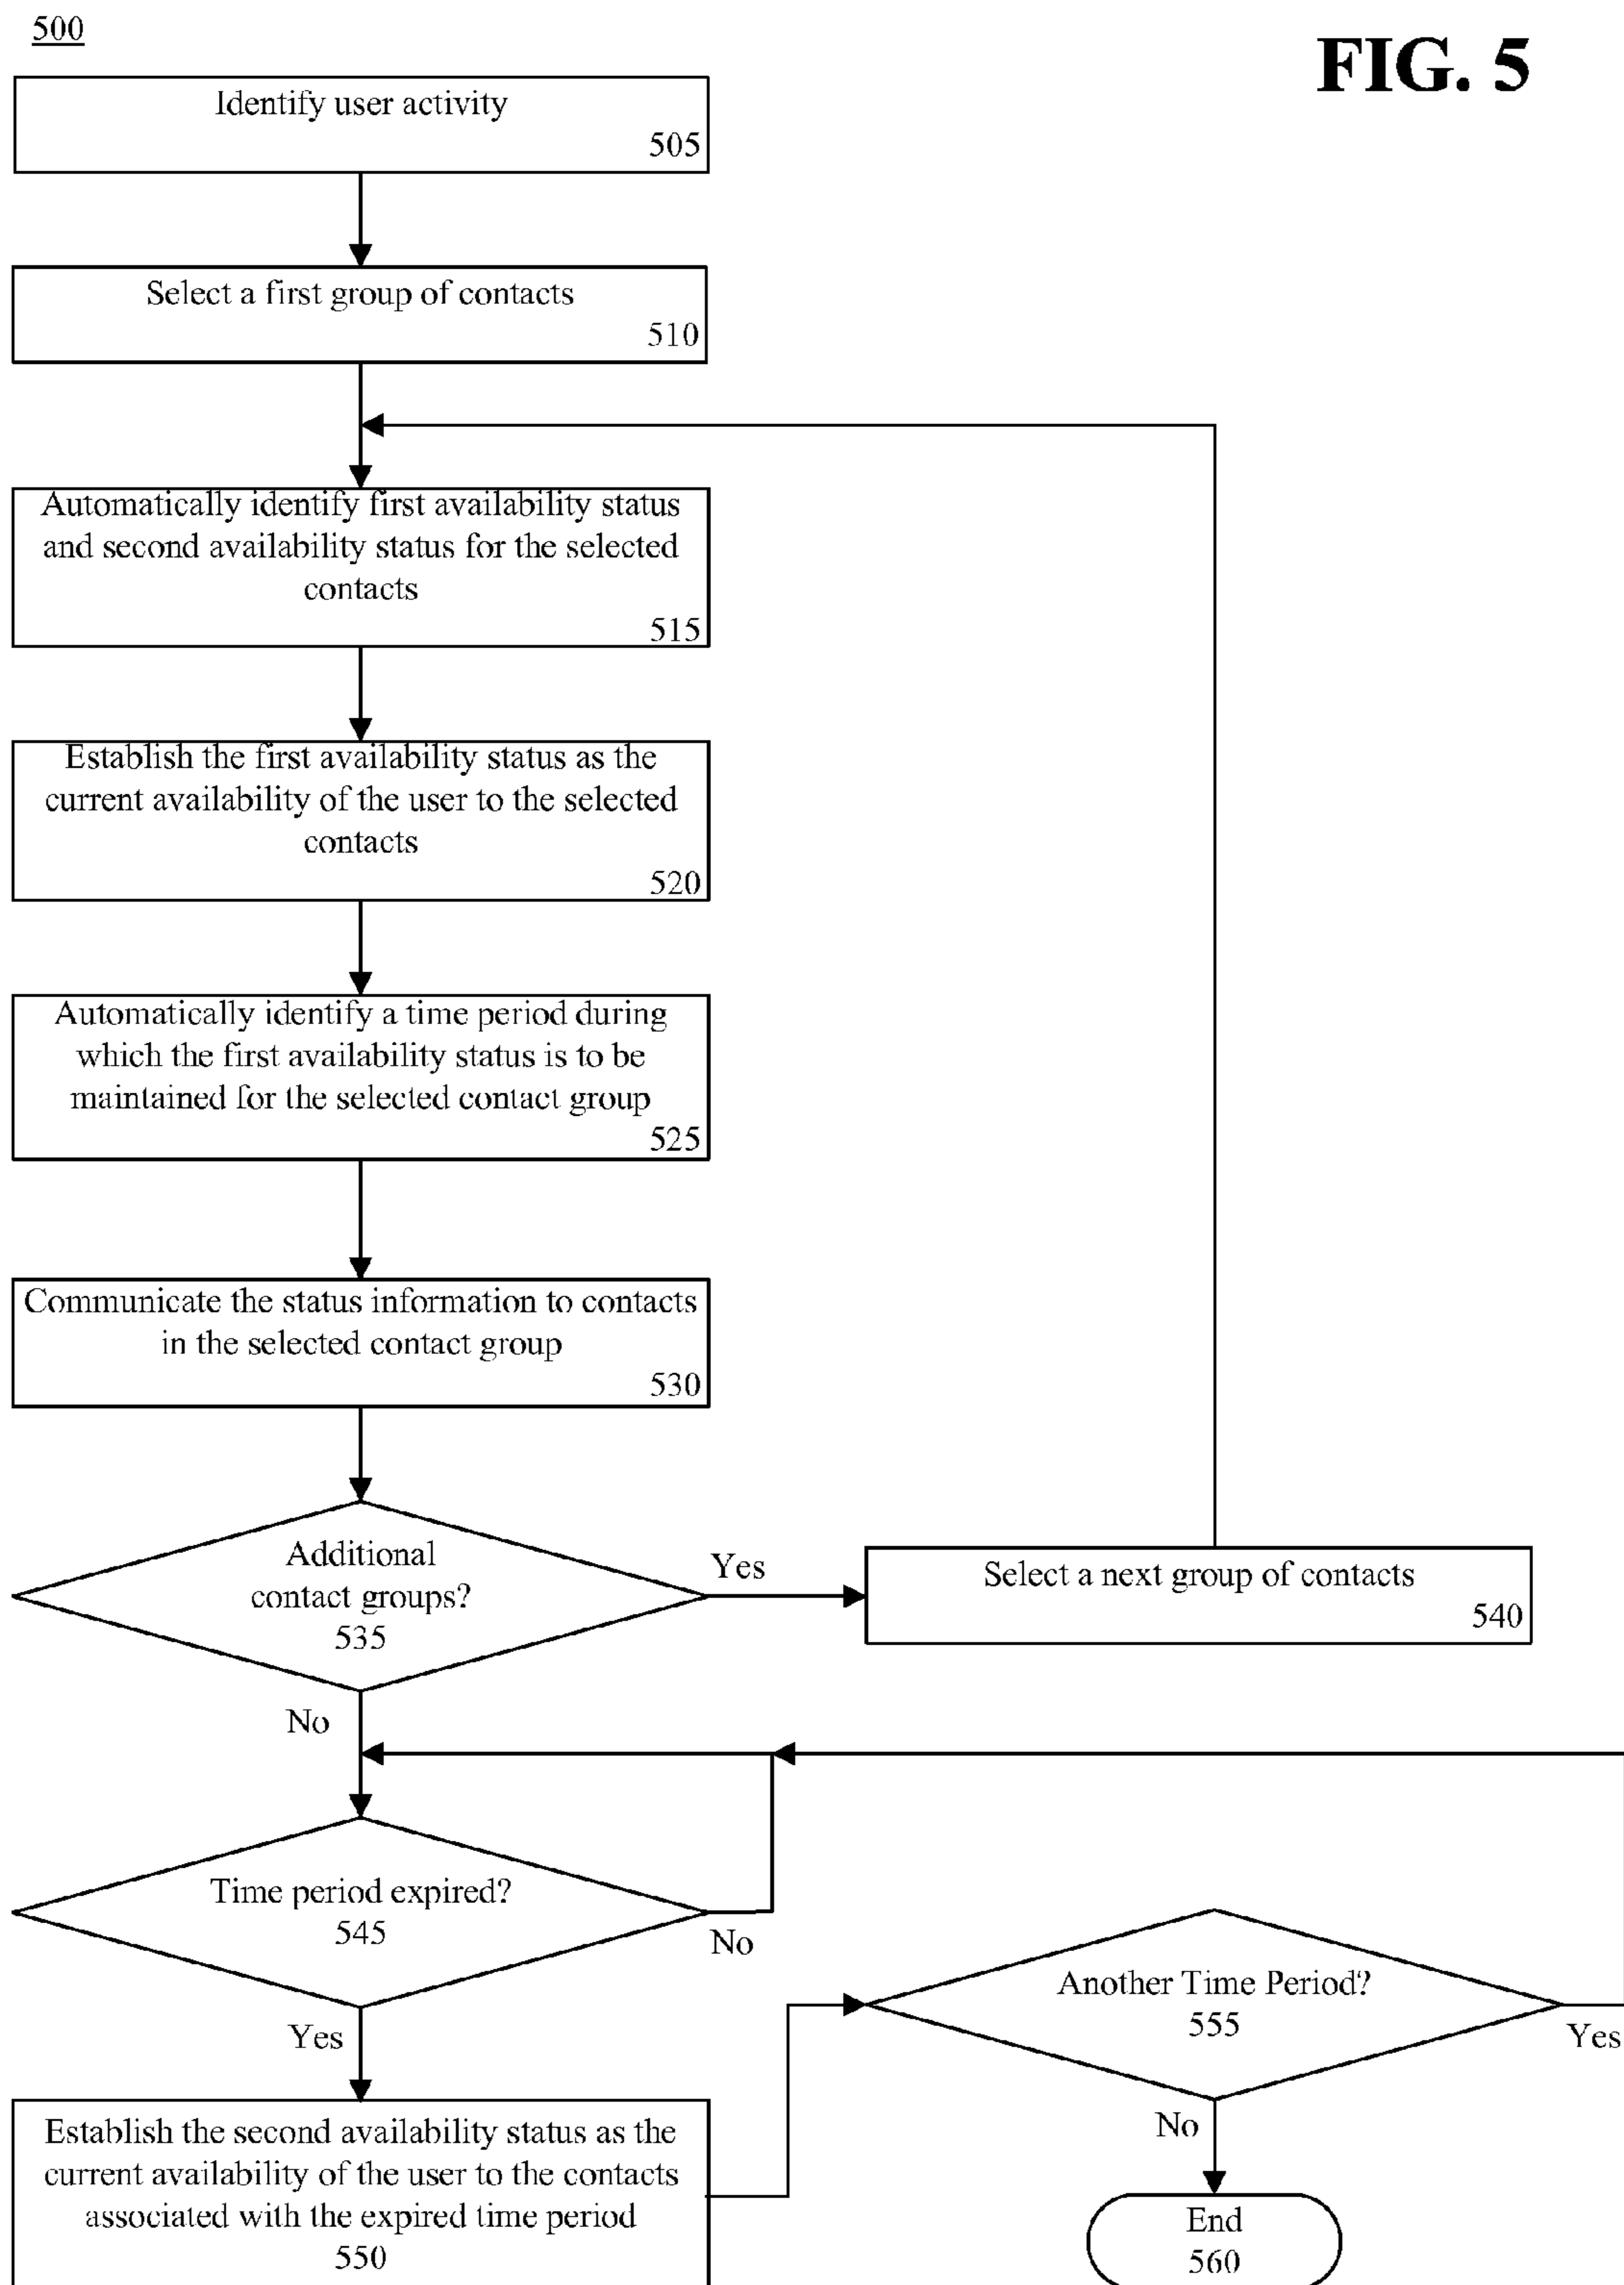 500
FIG. 5
Identify user activity
505
Select a first group of contacts
510
Automatically identify first availability status
and second availability status for the selected
contacts
515
Establish the first availability status as the
current availability of the user to the selected
contacts
520
Automatically identify a time period during
which the first availability status is to be
maintained for the selected contact group
525
Communicate the status information to contacts
in the selected contact group
530
Additional
contact groups?
535
Yes
Select a next group of contacts
540
No
Time period expired?
545
No
Yes
Another Time Period?
555
Yes
No
Establish the second availability status as the
current availability of the user to the contacts
associated with the expired time period
550
End
560